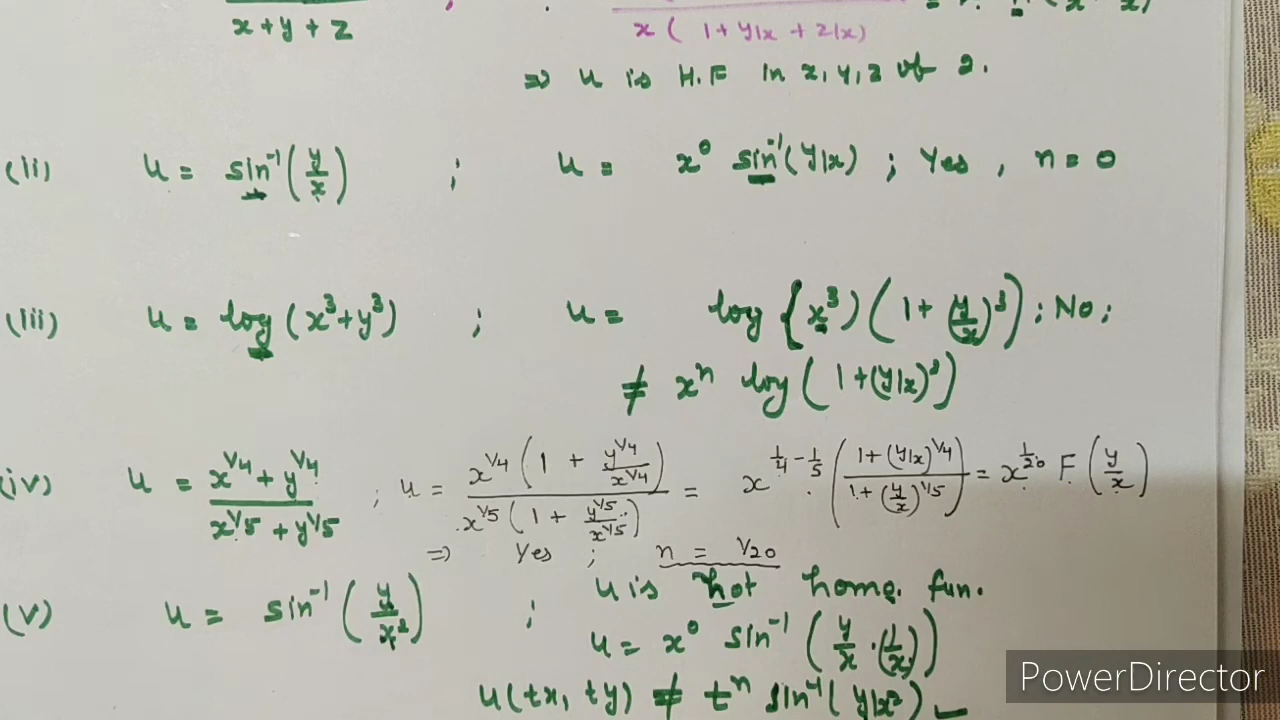 x+y+z ; x( 1+y|x + z|x)
⇒ u is H.F in x, y, z of 2.
(ii) u = sin⁻¹(y/x) ; u = x⁰ sin⁻¹(y|x) ; Yes , n = 0
(iii) u = log(x³+y³) ; u = log {x³)(1+(y/x)³) ; No ;
≠ xⁿ log(1+(y|x)³)
(iv) u = (x^1/4 + y^1/4)/(x^1/5 + y^1/5) ; u = x^1/4(1 + y^1/4/x^1/4)/x^1/5(1 + y^1/5/x^1/5) = x^(1/4 - 1/5) ((1+(y|x)^1/4)/(1+(y/x)^1/5)) = x^1/20 F(y/x)
⇒ Yes ; n = 1/20
u is not homo. fun.
(v) u = sin⁻¹(y/x²) ; u = x⁰ sin⁻¹(y/x·(1/x))
u(tx, ty) ≠ tⁿ sin⁻¹(y|x²)
PowerDirector